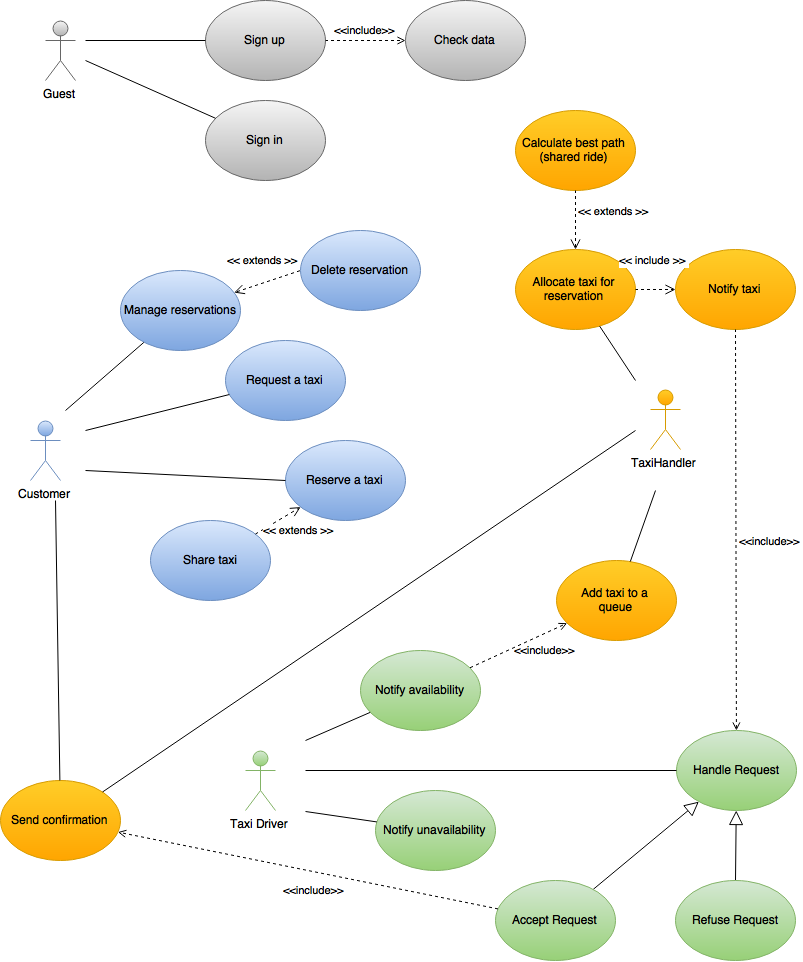 Sign up
<<include>>
Check data
Guest
Sign in
Calculate best path
(shared ride)
<< extends >>
<< extends >>
Delete reservation
<< include >>
Allocate taxi for
reservation
Notify taxi
Manage reservations
Request a taxi
TaxiHandler
Customer
Reserve a taxi
<< extends >>
Share taxi
<<include>>
Add taxi to a
queue
<<include>>
Notify availability
Handle Request
Taxi Driver
Notify unavailability
Send confirmation
<<include>>
Accept Request
Refuse Request